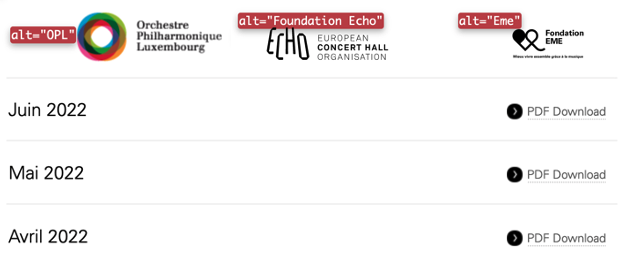 alt="OPL"
Orchestre
Philharmonique
Luxembourg
alt="Foundation Echo"
ECHO
EUROPEAN
CONCERT HALL
ORGANISATION
alt="Eme"
Fondation
EME
Mieux vivre ensemble grâce à la musique
Juin 2022
PDF Download
Mai 2022
PDF Download
Avril 2022
PDF Download